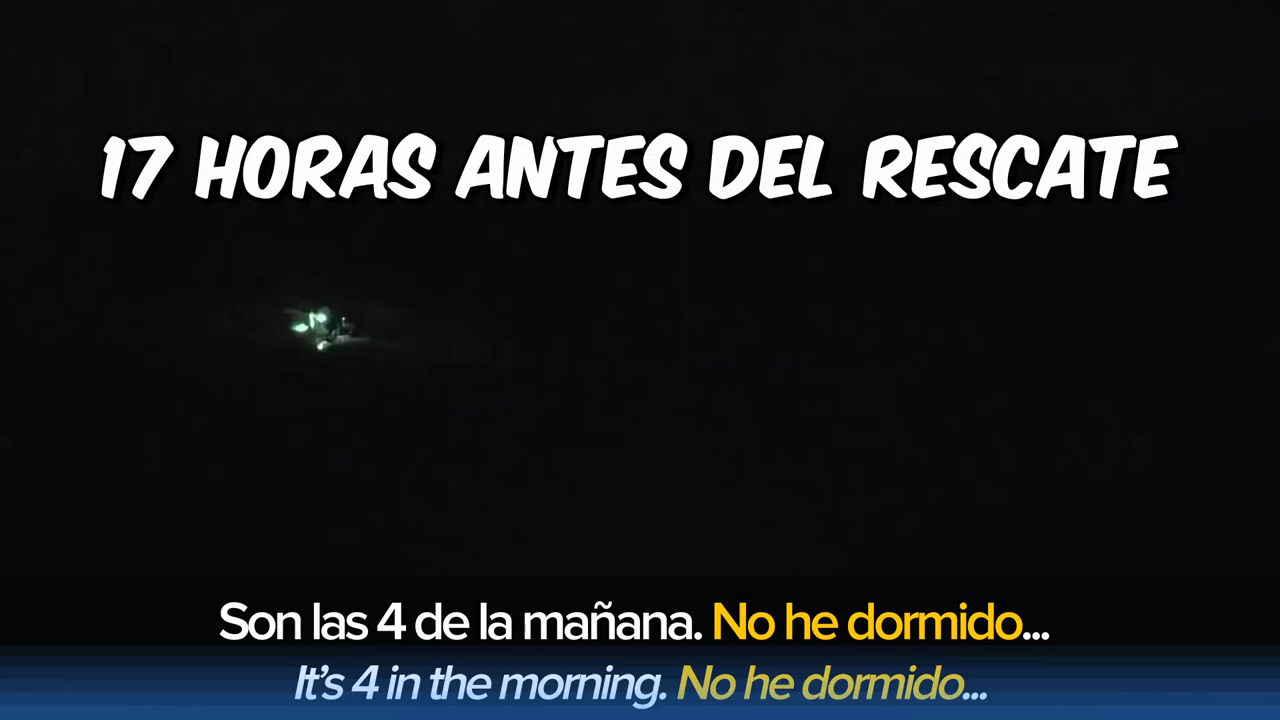 17 HORAS ANTES DEL RESCATE
Son las 4 de la mañana. No he dormido...
It's 4 in the morning. No he dormido...